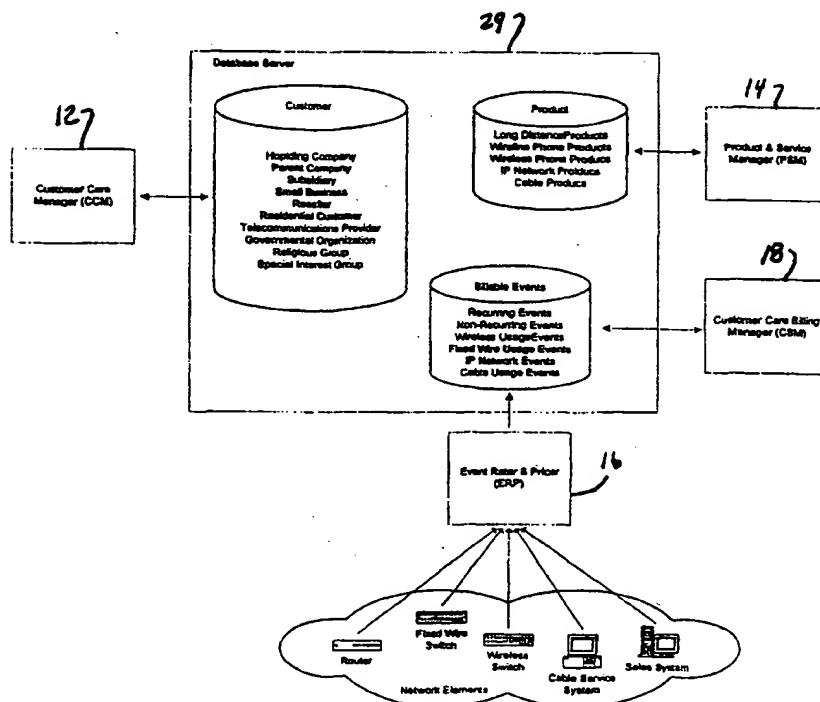 29
Database Server
Customer
Hoplding Company
Parent Company
Subsidiary
Small Business
Reseller
Residential Customer
Telecommunications Provider
Governmental Organization
Religious Group
Special Interest Group
12
Customer Care
Manager (CCM)
Product
Long DistanceProducts
Wireline Phone Products
Wireless Phone Products
IP Network Products
Cable Products
14
Product & Service
Manager (PSM)
Billable Events
Recurring Events
Non-Recurring Events
Wireless UsageEvents
Fixed Wire Usage Events
IP Network Events
Cable Usage Events
18
Customer Care Billing
Manager (CBM)
Event Rater & Pricer
(ERP)
16
Router
Fixed Wire
Switch
Wireless
Switch
Cable Service
System
Sales System
Network Elements